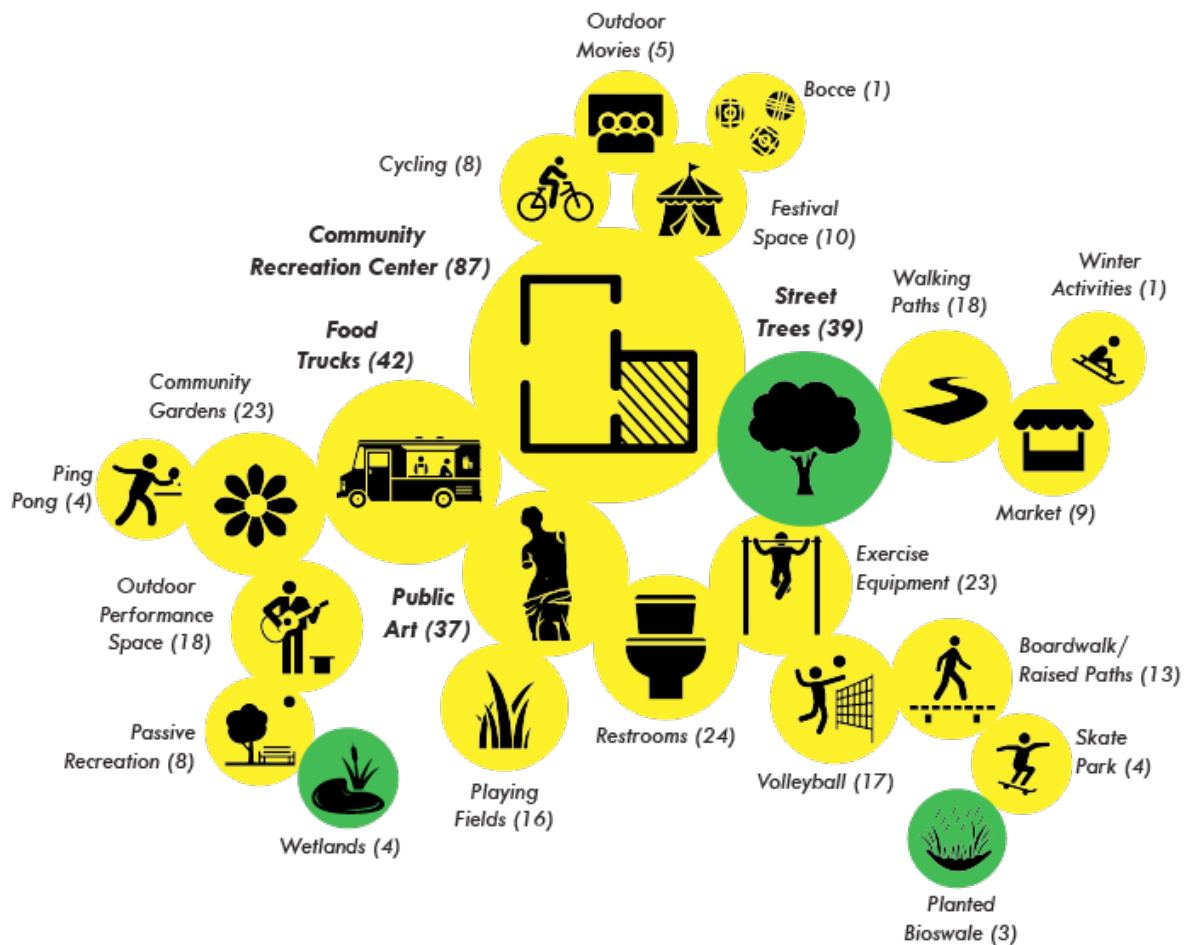 Outdoor
Movies (5)
Bocce (1)
Cycling (8)
Festival
Space (10)
Community
Recreation Center (87)
Winter
Activities (1)
Walking
Paths (18)
Street
Trees (39)
Food
Trucks (42)
Community
Gardens (23)
Ping
Pong (4)
Market (9)
Exercise
Equipment (23)
Outdoor
Performance
Space (18)
Public
Art (37)
Boardwalk/
Raised Paths (13)
Passive
Recreation (8)
Restrooms (24)
Skate
Park (4)
Volleyball (17)
Playing
Fields (16)
Wetlands (4)
Planted
Bioswale (3)